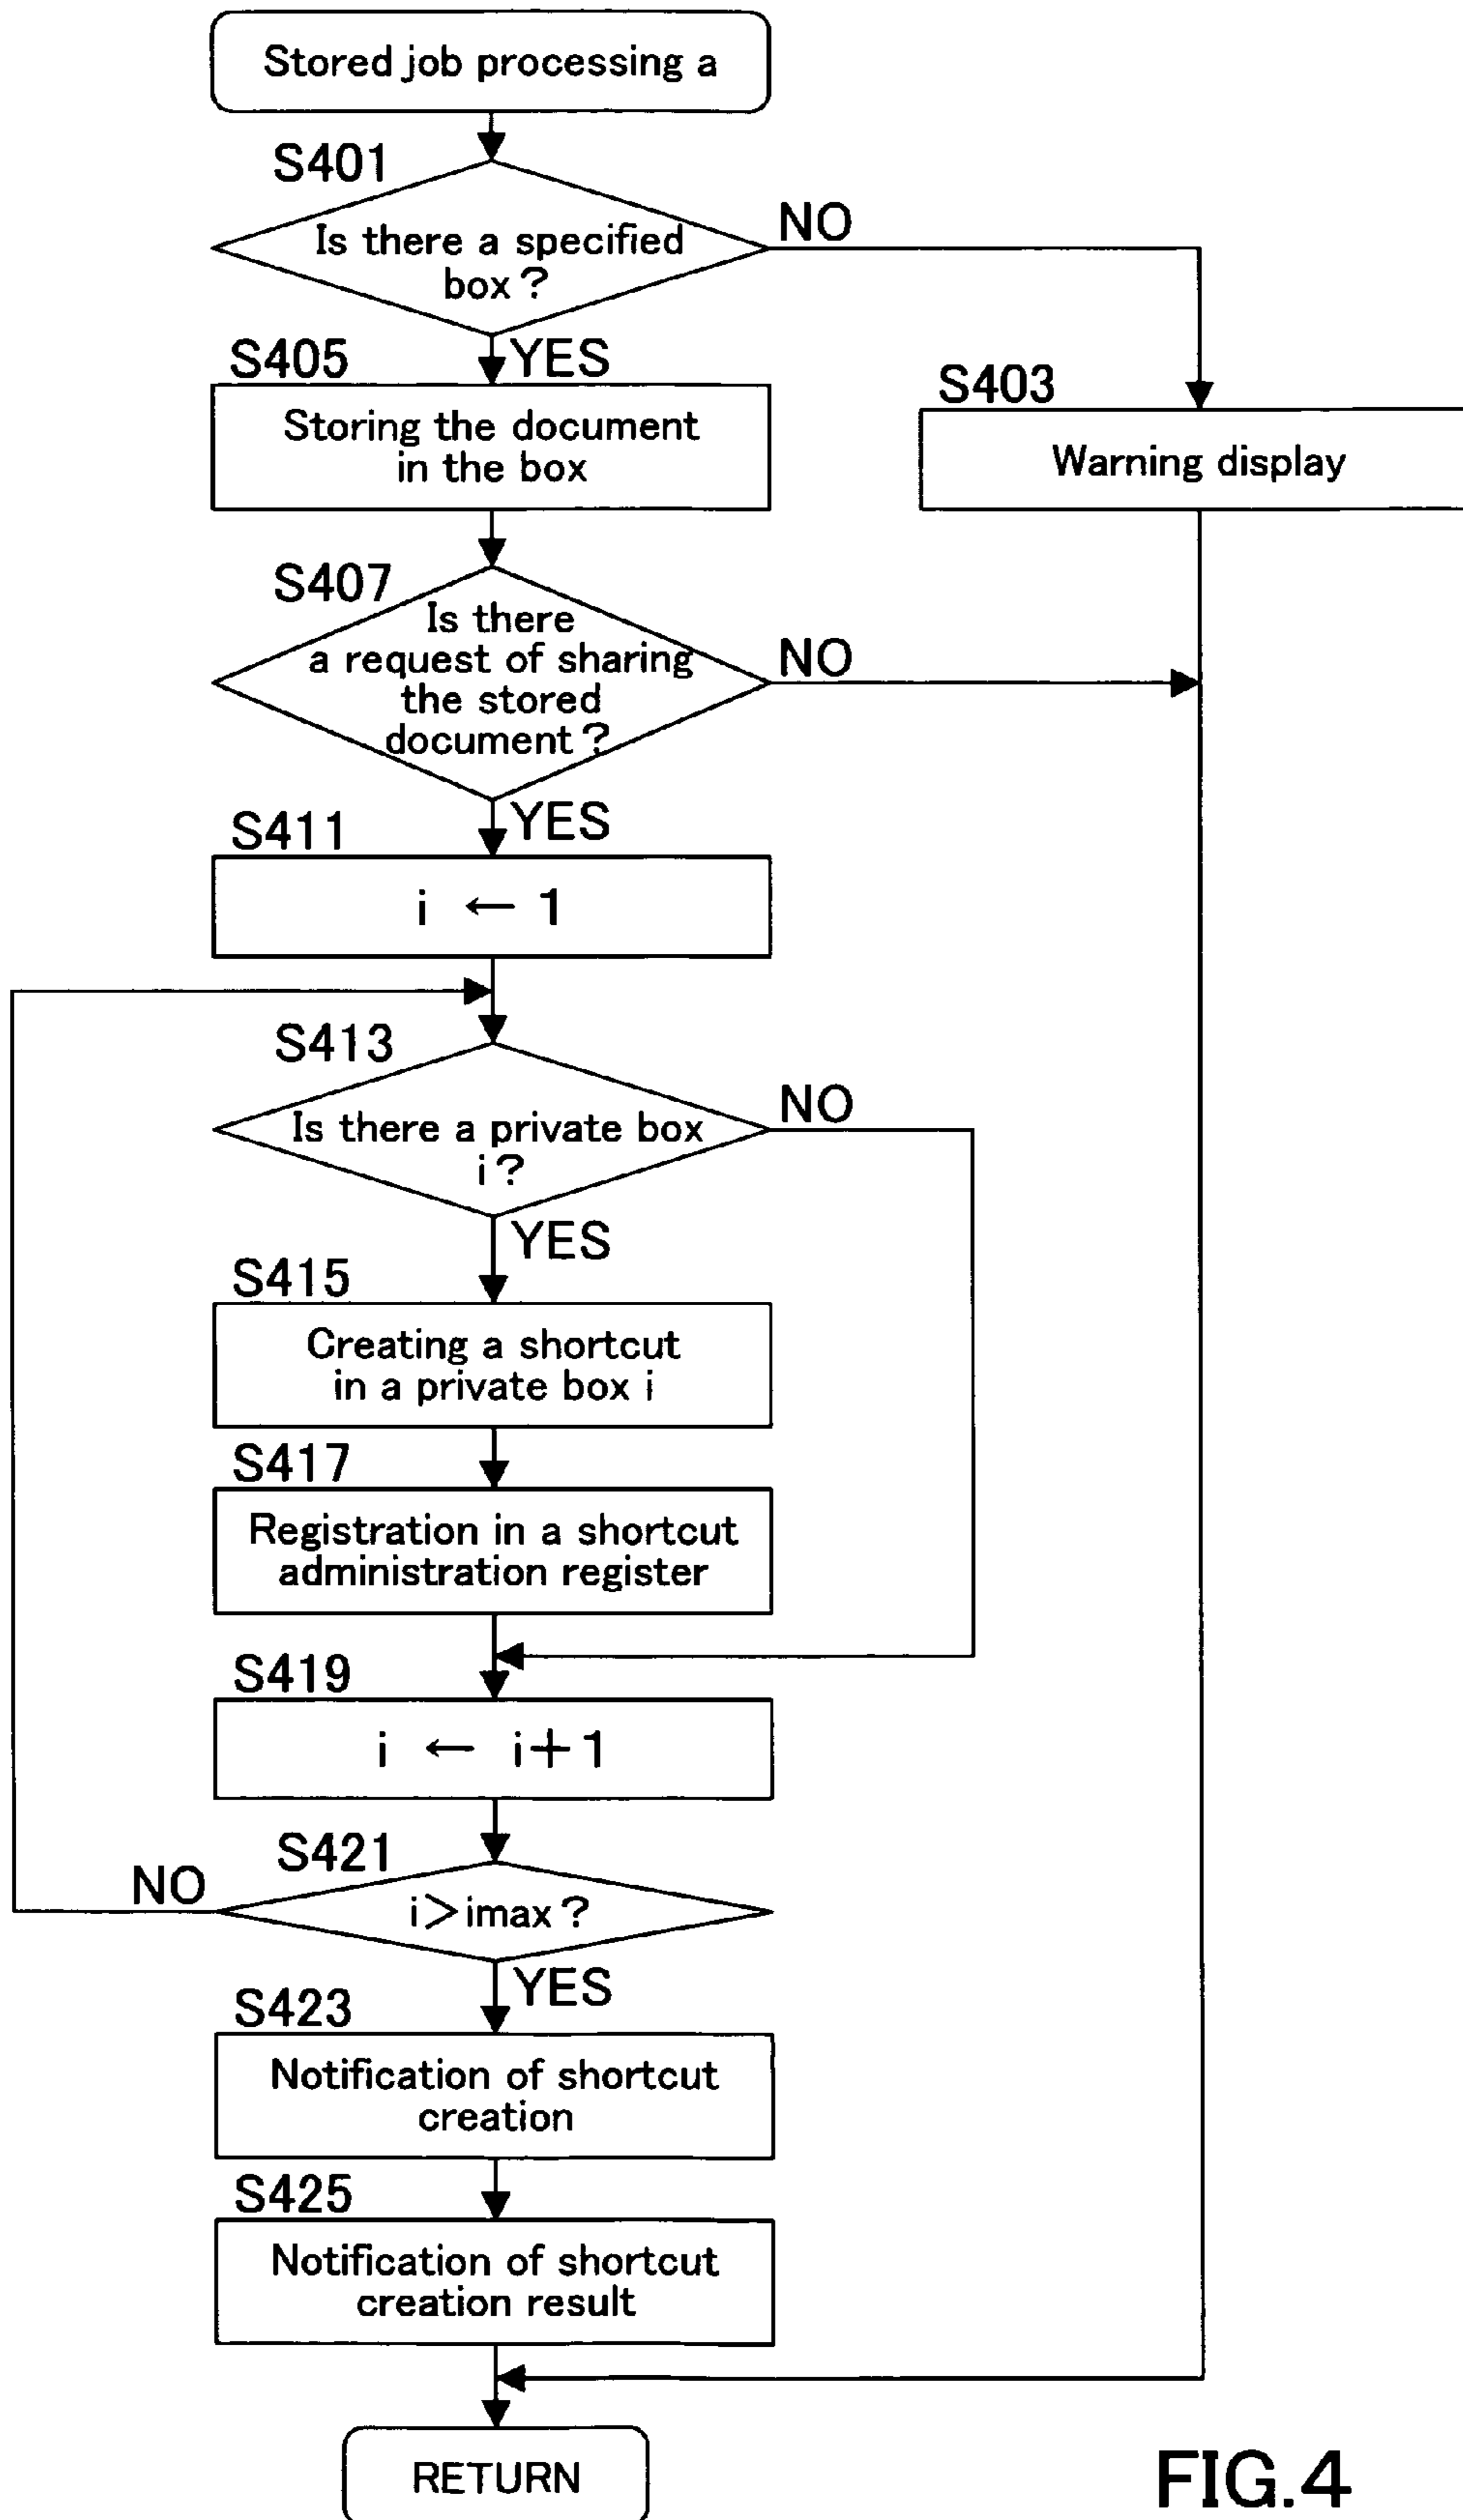 Stored job processing a
S401
Is there a specified
box?
NO
S405
YES
S403
Storing the document
in the box
Warning display
S407
Is there
a request of sharing
the stored
document?
NO
S411
YES
i ← 1
S413
Is there a private box
i?
NO
YES
S415
Creating a shortcut
in a private box i
S417
Registration in a shortcut
administration register
S419
i ← i+1
S421
NO
i>imax?
YES
S423
Notification of shortcut
creation
S425
Notification of shortcut
creation result
RETURN
FIG.4